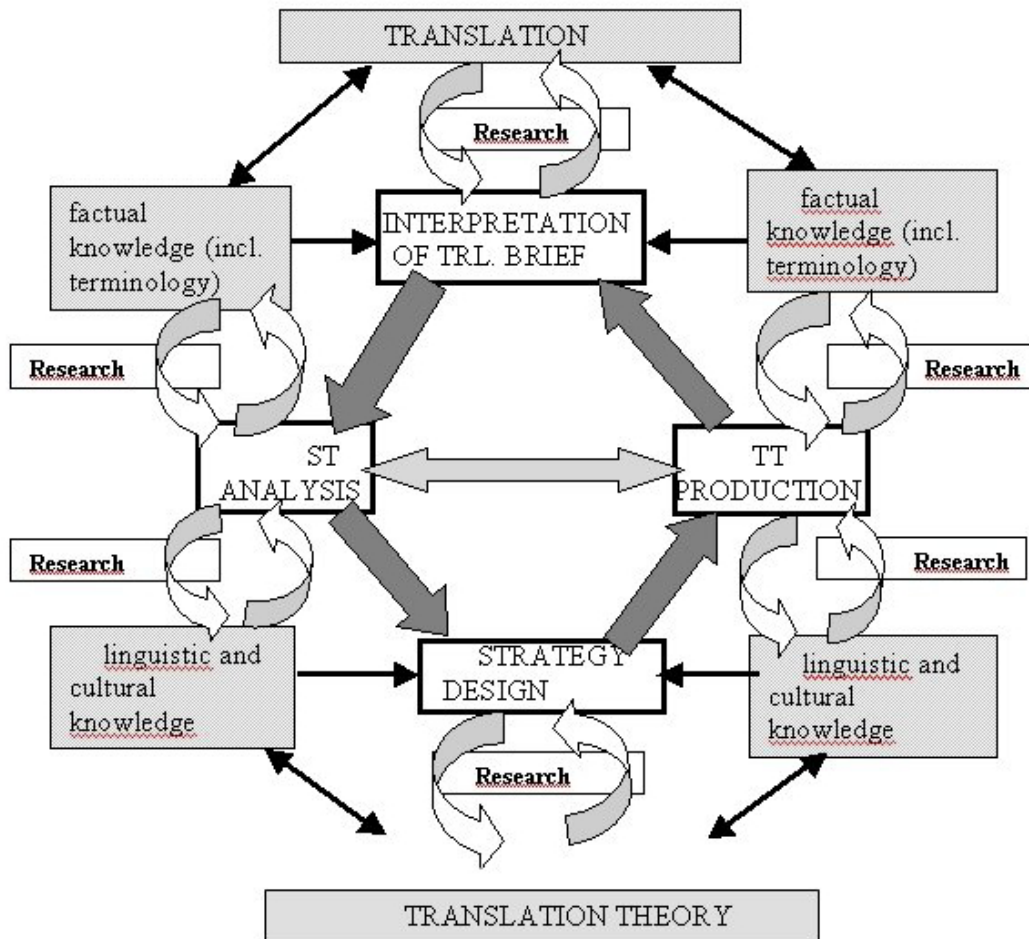 TRANSLATION
Research
factual
knowledge (incl.
terminology)
INTERPRETATION
OF TRL. BRIEF
factual
knowledge (incl.
terminology)
Research
Research
ST
ANALYSIS
TT
PRODUCTION
Research
Research
linguistic and
cultural
knowledge
STRATEGY
DESIGN
linguistic and
cultural
knowledge
Research
TRANSLATION THEORY